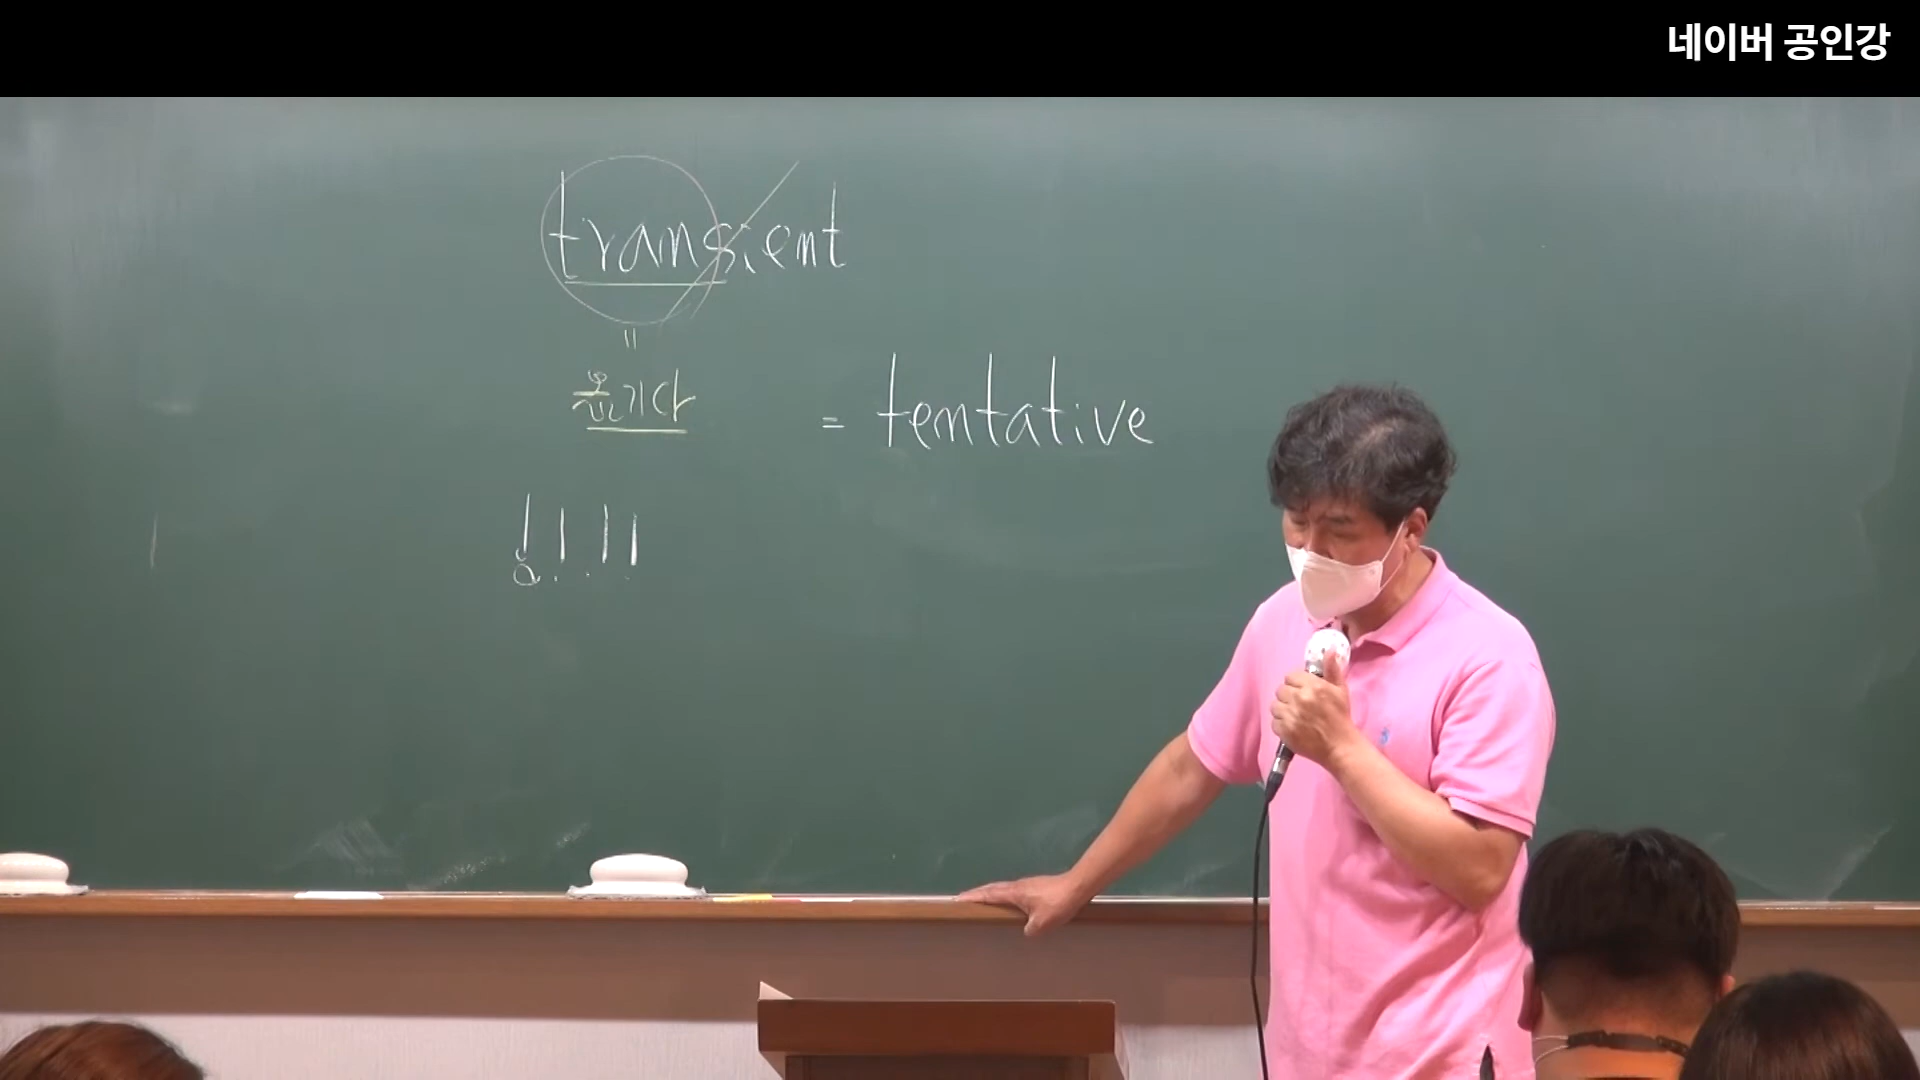 네이버 공인강
transient
=
옮기다
= tentative